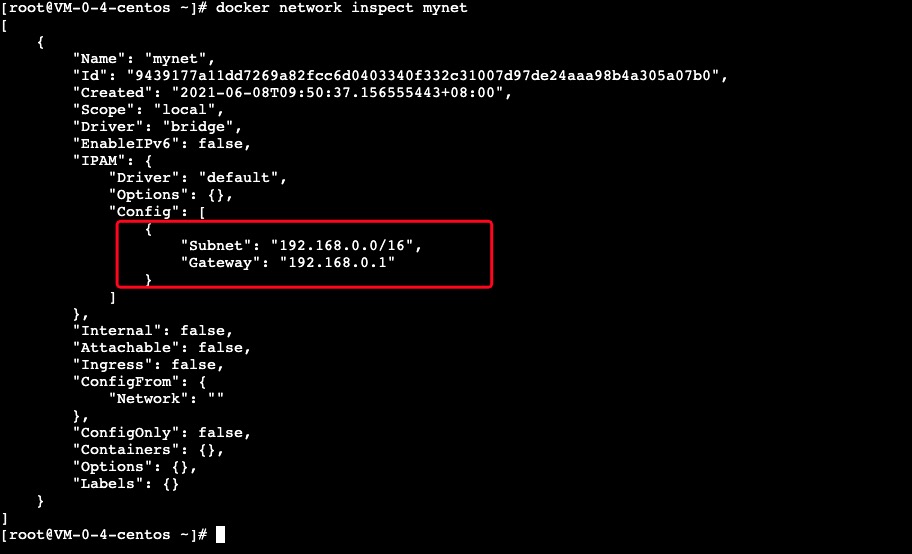 [root@VM-0-4-centos ~]# docker network inspect mynet
[
    {
        "Name": "mynet",
        "Id": "9439177a11dd7269a82fcc6d0403340f332c31007d97de24aaa98b4a305a07b0",
        "Created": "2021-06-08T09:50:37.156555443+08:00",
        "Scope": "local",
        "Driver": "bridge",
        "EnableIPv6": false,
        "IPAM": {
            "Driver": "default",
            "Options": {},
            "Config": [
                {
                    "Subnet": "192.168.0.0/16",
                    "Gateway": "192.168.0.1"
                }
            ]
        },
        "Internal": false,
        "Attachable": false,
        "Ingress": false,
        "ConfigFrom": {
            "Network": ""
        },
        "ConfigOnly": false,
        "Containers": {},
        "Options": {},
        "Labels": {}
    }
]
[root@VM-0-4-centos ~]#